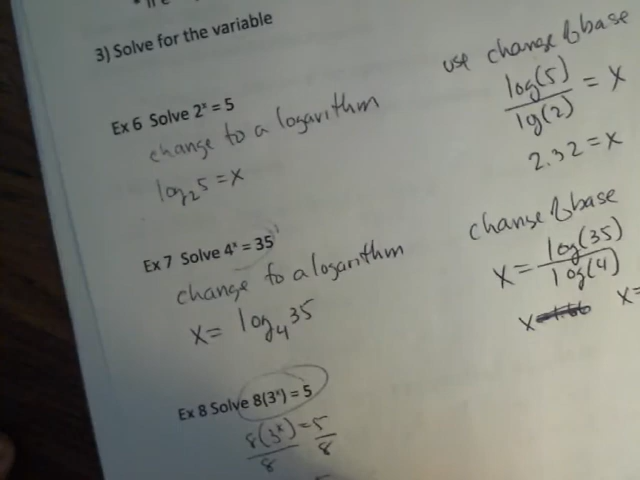 3) Solve for the variable
Ex 6 Solve 2ˣ = 5
change to a logarithm
log₂5 = x
use change of base
log(5)
lg(2)
= x
2.32 = x
Ex 7 Solve 4ˣ = 35
change to a logarithm
x = log₄35
change of base
x = log(35)
log(4)
x
x=
Ex 8 Solve 8(3ˣ) = 5
8(3ˣ) = 5
8 8